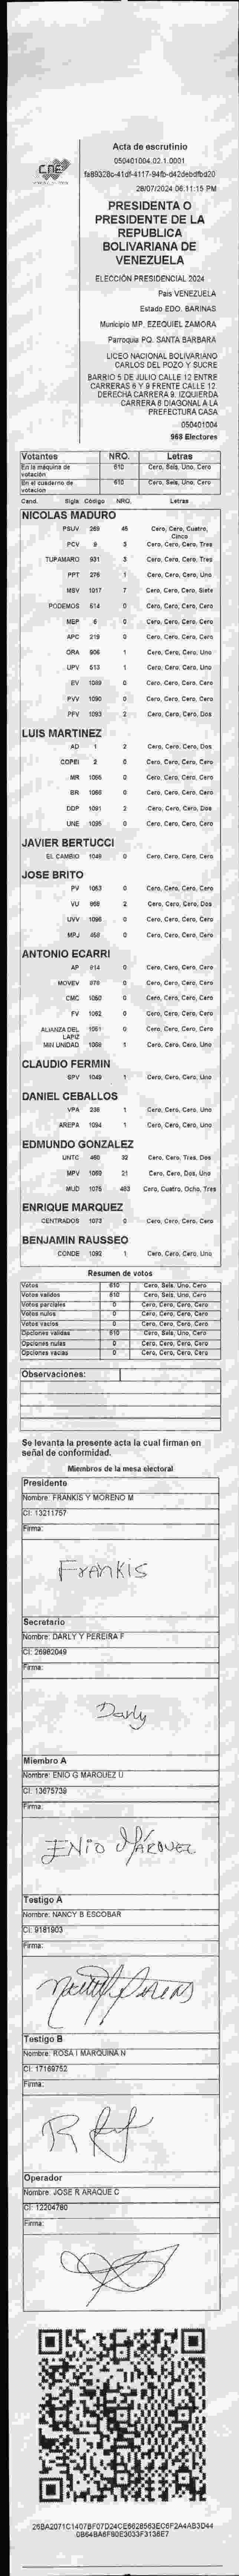 Acta de escrutinio
050401004.02.1.0001
28/07/2024 06:11:15 PM
PRESIDENTA O
PRESIDENTE DE LA
REPUBLICA
BOLIVARIANA DE
VENEZUELA
ELECCIÓN PRESIDENCIAL 2024
País VENEZUELA
Estado EDO. BARINAS
Municipio MP. EZEQUIEL ZAMORA
Parroquia PQ. SANTA BARBARA
LICEO NACIONAL BOLIVARIANO
CARLOS DEL POZO Y SUCRE
BARRIO 5 DE JULIO CALLE 12 ENTRE
CARRERAS 8 Y 9 FRENTE CALLE 12.
DERECHA CARRERA 9. IZQUIERDA
CARRERA 8 DIAGONAL A LA
PREFECTURA CASA
050401004
968 Electores
Votantes NRO. Letras
En la máquina de votación 610 Cero, Seis, Uno, Cero
En el cuaderno de votación 610 Cero, Seis, Uno, Cero
Cand. Sigla Código NRO. Letras
NICOLAS MADURO
PSUV 269 45 Cero, Cero, Cuatro, Cinco
PCV 9 3 Cero, Cero, Cero, Tres
TUPAMARO 931 3 Cero, Cero, Cero, Tres
PPT 276 1 Cero, Cero, Cero, Uno
MSV 1017 7 Cero, Cero, Cero, Siete
PODEMOS 514 0 Cero, Cero, Cero, Cero
MEP 6 0 Cero, Cero, Cero, Cero
APC 219 0 Cero, Cero, Cero, Cero
ORA 906 1 Cero, Cero, Cero, Uno
UPV 513 1 Cero, Cero, Cero, Uno
EV 1089 0 Cero, Cero, Cero, Cero
PVV 1090 0 Cero, Cero, Cero, Cero
PFV 1093 2 Cero, Cero, Cero, Dos
LUIS MARTINEZ
AD 1 2 Cero, Cero, Cero, Dos
COPEI 2 0 Cero, Cero, Cero, Cero
MR 1065 0 Cero, Cero, Cero, Cero
BR 1066 0 Cero, Cero, Cero, Cero
DDP 1091 2 Cero, Cero, Cero, Dos
UNE 1095 0 Cero, Cero, Cero, Cero
JAVIER BERTUCCI
EL CAMBIO 1049 0 Cero, Cero, Cero, Cero
JOSE BRITO
PV 1053 0 Cero, Cero, Cero, Cero
VU 868 2 Cero, Cero, Cero, Dos
UVV 1096 0 Cero, Cero, Cero, Cero
MPJ 458 0 Cero, Cero, Cero, Cero
ANTONIO ECARRI
AP 914 0 Cero, Cero, Cero, Cero
MOVEV 978 0 Cero, Cero, Cero, Cero
CMC 1050 0 Cero, Cero, Cero, Cero
FV 1062 0 Cero, Cero, Cero, Cero
ALIANZA DEL LAPIZ 1061 0 Cero, Cero, Cero, Cero
MIN UNIDAD 1088 1 Cero, Cero, Cero, Uno
CLAUDIO FERMIN
SPV 1042 1 Cero, Cero, Cero, Uno
DANIEL CEBALLOS
VPA 236 1 Cero, Cero, Cero, Uno
AREPA 1094 1 Cero, Cero, Cero, Uno
EDMUNDO GONZALEZ
UNTC 460 32 Cero, Cero, Tres, Dos
MPV 1069 21 Cero, Cero, Dos, Uno
MUD 1075 483 Cero, Cuatro, Ocho, Tres
ENRIQUE MARQUEZ
CENTRADOS 1073 0 Cero, Cero, Cero, Cero
BENJAMIN RAUSSEO
CONDE 1092 1 Cero, Cero, Cero, Uno
Resumen de votos
Votos 610 Cero, Seis, Uno, Cero
Votos validos 610 Cero, Seis, Uno, Cero
Votos parciales 0 Cero, Cero, Cero, Cero
Votos nulos 0 Cero, Cero, Cero, Cero
Votos vacios 0 Cero, Cero, Cero, Cero
Opciones validas 610 Cero, Seis, Uno, Cero
Opciones nulas 0 Cero, Cero, Cero, Cero
Opciones vacias 0 Cero, Cero, Cero, Cero
Observaciones:
Se levanta la presente acta la cual firman en
señal de conformidad.
Miembros de la mesa electoral
Presidente
Nombre: FRANKIS Y MORENO M
CI: 13211757
Firma:
Frankis
Secretario
Nombre: DARLY Y PEREIRA F
CI: 26982049
Firma:
Darly
Miembro A
Nombre: ENIO G MARQUEZ U
CI: 13675739
Firma:
ENiO MÁRQUEZ
Testigo A
Nombre: NANCY B ESCOBAR
CI: 9181903
Firma:
Testigo B
Nombre: ROSA I MARQUINA N
CI: 17169752
Firma:
Operador
Nombre: JOSE R ARAQUE C
CI: 12204780
Firma: